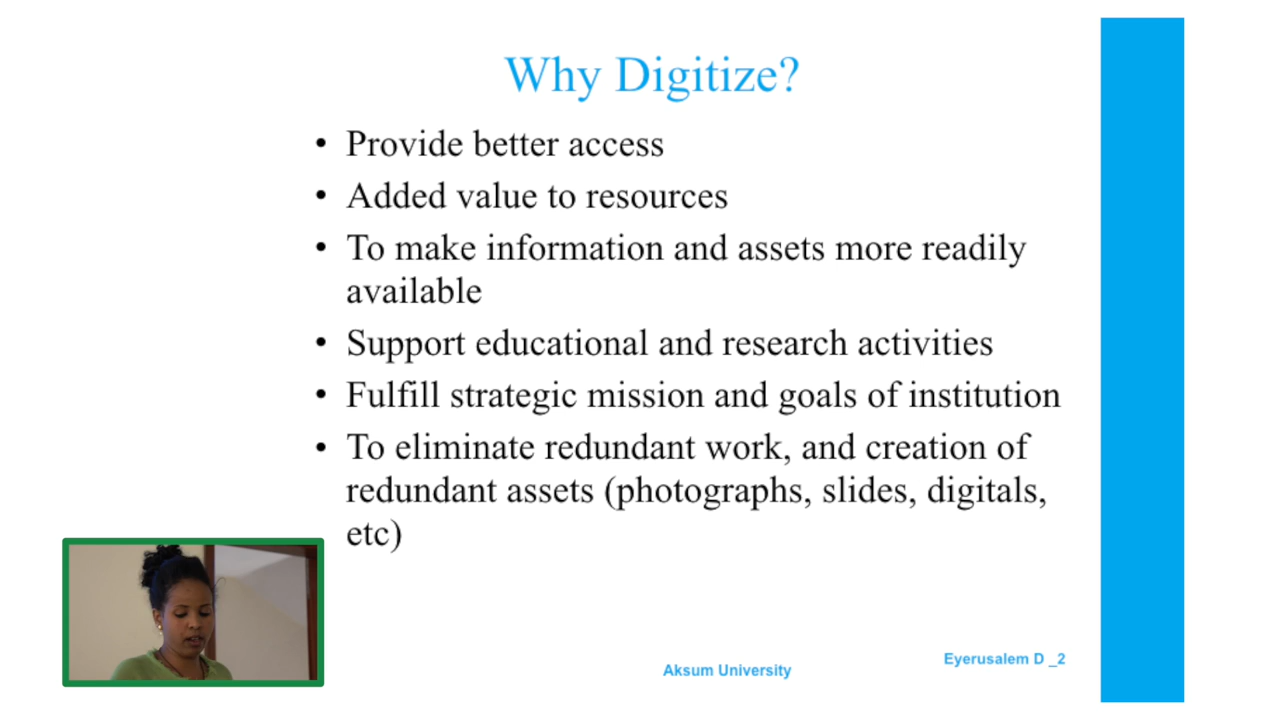 Why Digitize?
• Provide better access
• Added value to resources
• To make information and assets more readily
available
• Support educational and research activities
• Fulfill strategic mission and goals of institution
• To eliminate redundant work, and creation of
redundant assets (photographs, slides, digitals,
etc)
Aksum University
Eyerusalem D _2